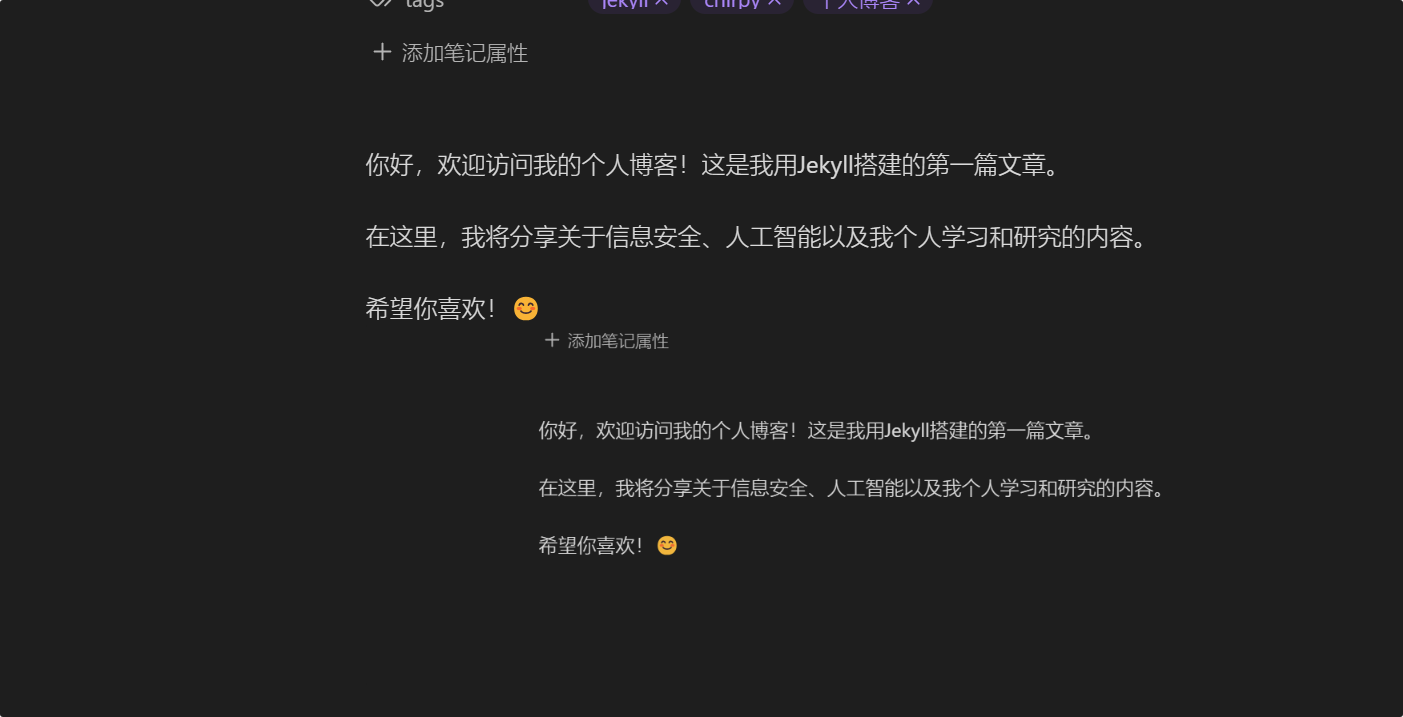 tags jekyll chirpy 个人博客
添加笔记属性
你好，欢迎访问我的个人博客！这是我用Jekyll搭建的第一篇文章。
在这里，我将分享关于信息安全、人工智能以及我个人学习和研究的内容。
希望你喜欢！ 😊
添加笔记属性
你好，欢迎访问我的个人博客！这是我用Jekyll搭建的第一篇文章。
在这里，我将分享关于信息安全、人工智能以及我个人学习和研究的内容。
希望你喜欢！ 😊